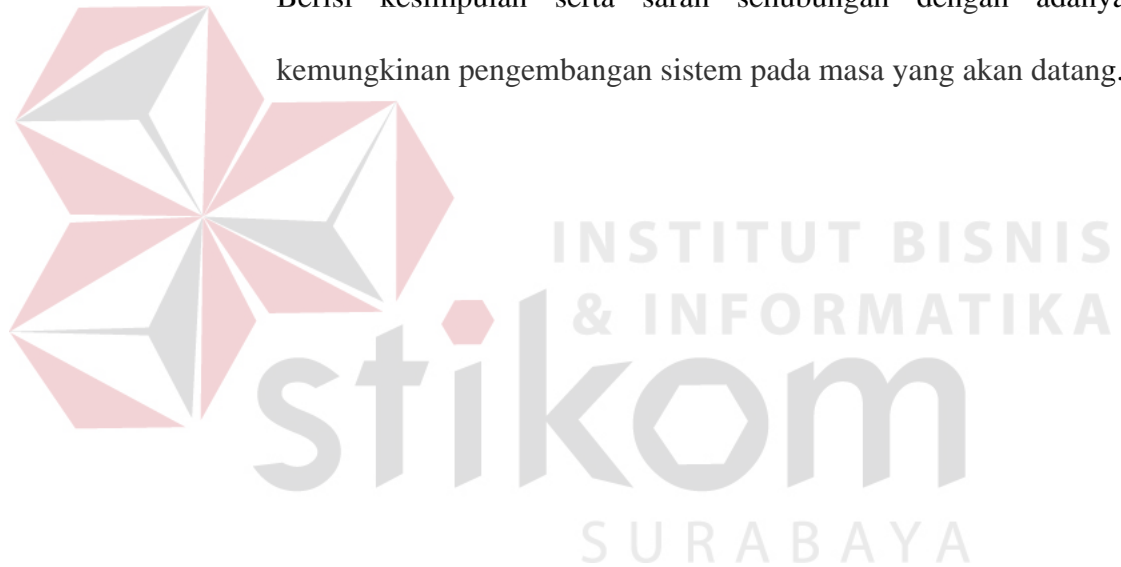 Berisi kesimpulan serta saran sehubungan dengan adanya
kemungkinan pengembangan sistem pada masa yang akan datang.
INSTITUT BISNIS
& INFORMATIKA
stikom
SURABAYA